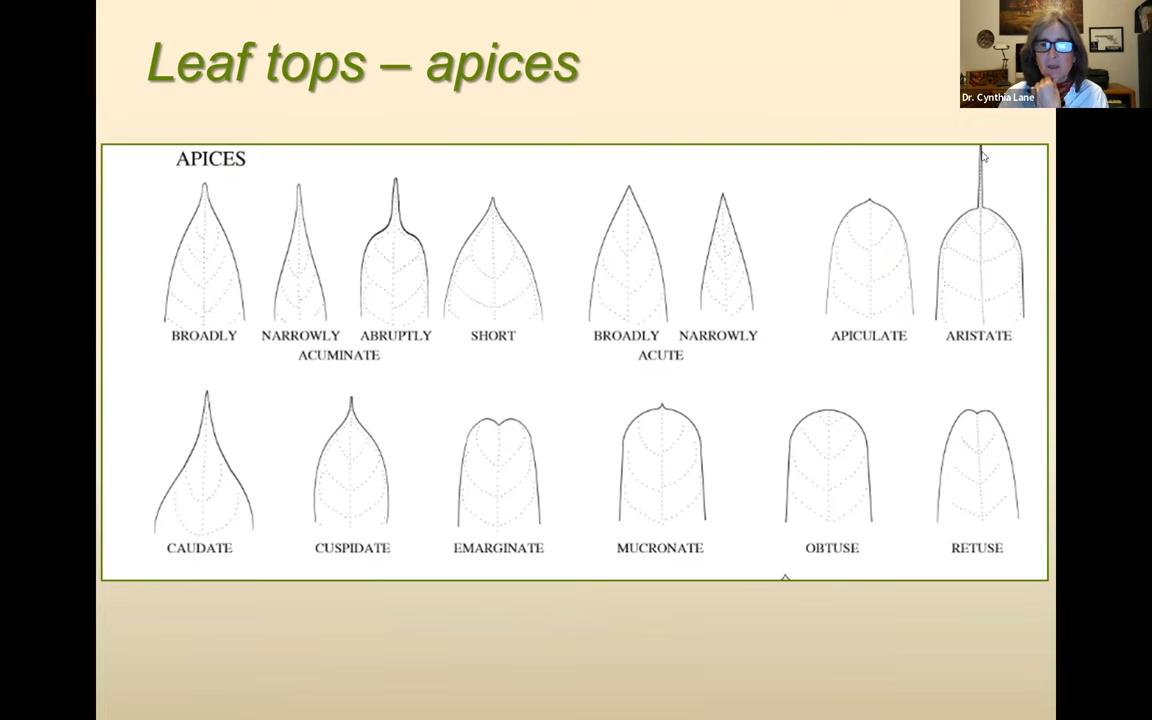 Leaf tops – apices
Dr. Cynthia Lane
APICES
BROADLY NARROWLY ABRUPTLY SHORT BROADLY NARROWLY APICULATE ARISTATE
ACUMINATE ACUTE
CAUDATE CUSPIDATE EMARGINATE MUCRONATE OBTUSE RETUSE